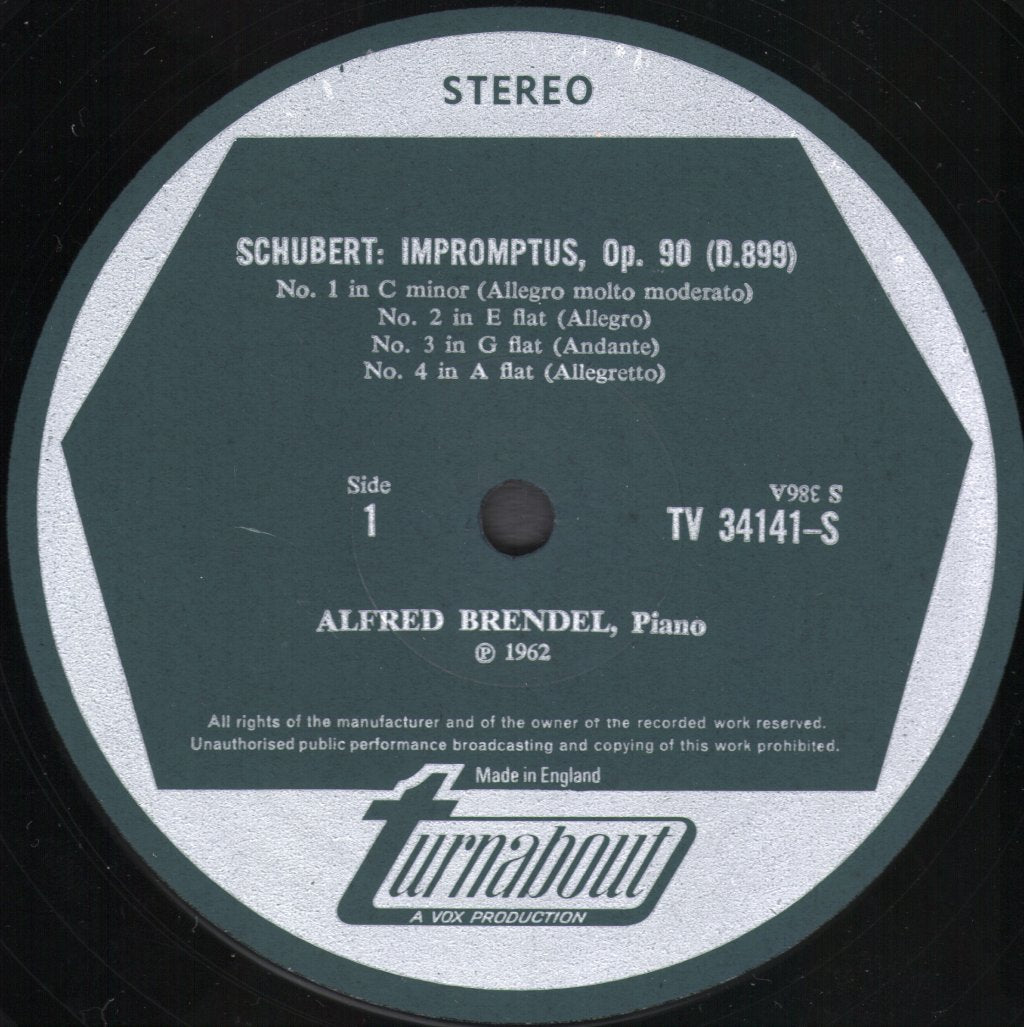 STEREO
SCHUBERT: IMPROMPTUS, Op. 90 (D.899)
No. 1 in C minor (Allegro molto moderato)
No. 2 in E flat (Allegro)
No. 3 in G flat (Andante)
No. 4 in A flat (Allegretto)
Side
1
S 386A
TV 34141-S
ALFRED BRENDEL, Piano
℗ 1962
All rights of the manufacturer and of the owner of the recorded work reserved.
Unauthorised public performance broadcasting and copying of this work prohibited.
Made in England
turnabout
A VOX PRODUCTION